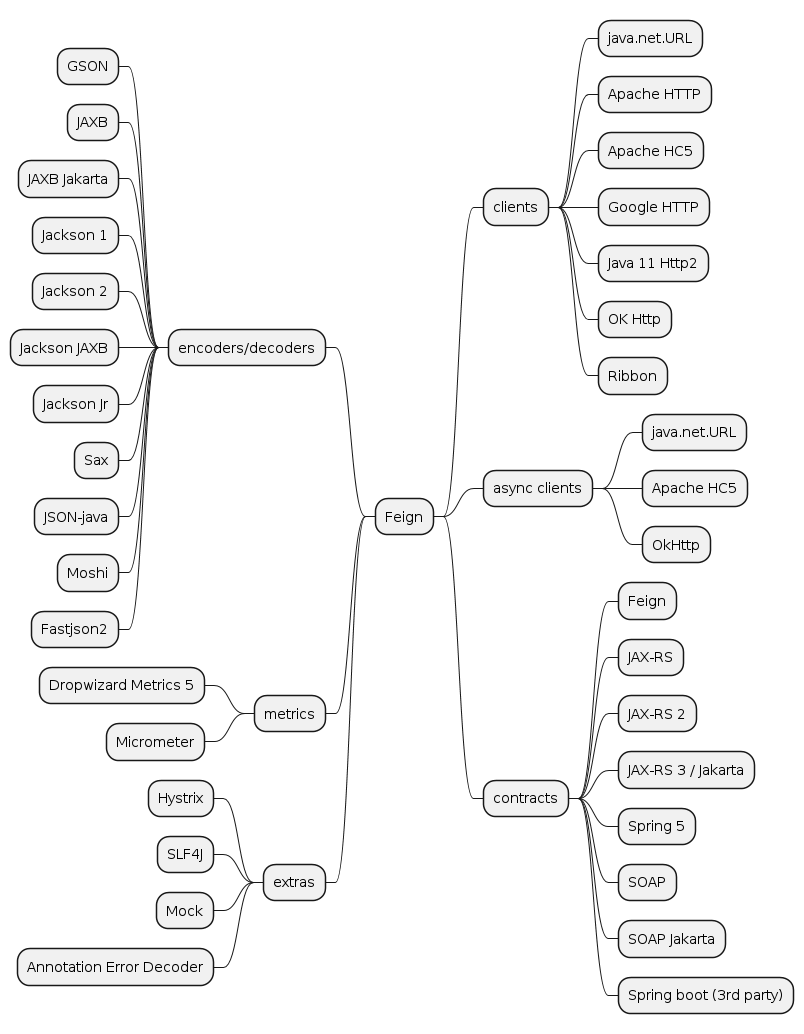 Feign
clients
java.net.URL
Apache HTTP
Apache HC5
Google HTTP
Java 11 Http2
OK Http
Ribbon
async clients
java.net.URL
Apache HC5
OkHttp
contracts
Feign
JAX-RS
JAX-RS 2
JAX-RS 3 / Jakarta
Spring 5
SOAP
SOAP Jakarta
Spring boot (3rd party)
encoders/decoders
GSON
JAXB
JAXB Jakarta
Jackson 1
Jackson 2
Jackson JAXB
Jackson Jr
Sax
JSON-java
Moshi
Fastjson2
metrics
Dropwizard Metrics 5
Micrometer
extras
Hystrix
SLF4J
Mock
Annotation Error Decoder